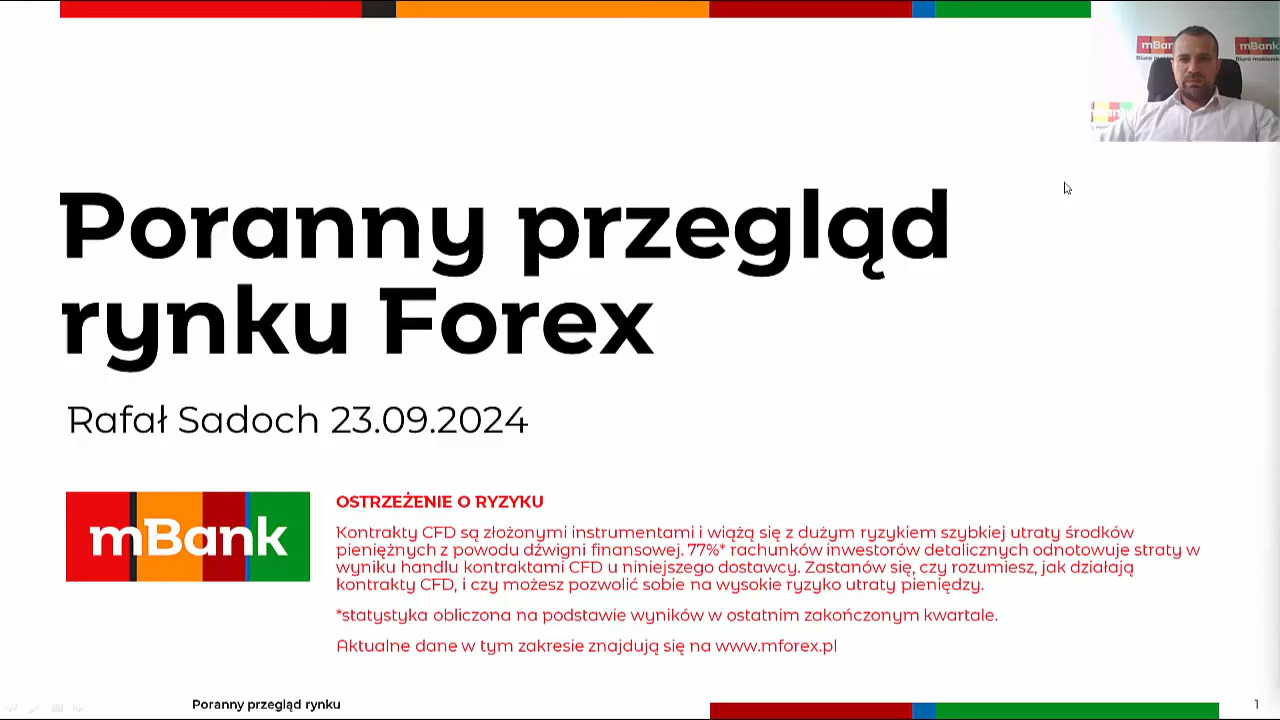 mBank
mBank
Biuro maklerskie
Poranny przegląd
rynku Forex
Rafał Sadoch 23.09.2024
mBank
OSTRZEŻENIE O RYZYKU
Kontrakty CFD są złożonymi instrumentami i wiążą się z dużym ryzykiem szybkiej utraty środków
pieniężnych z powodu dźwigni finansowej. 77%* rachunków inwestorów detalicznych odnotowuje straty w
wyniku handlu kontraktami CFD u niniejszego dostawcy. Zastanów się, czy rozumiesz, jak działają
kontrakty CFD, i czy możesz pozwolić sobie na wysokie ryzyko utraty pieniędzy.
*statystyka obliczona na podstawie wyników w ostatnim zakończonym kwartale.
Aktualne dane w tym zakresie znajdują się na www.mforex.pl
Poranny przegląd rynku
1